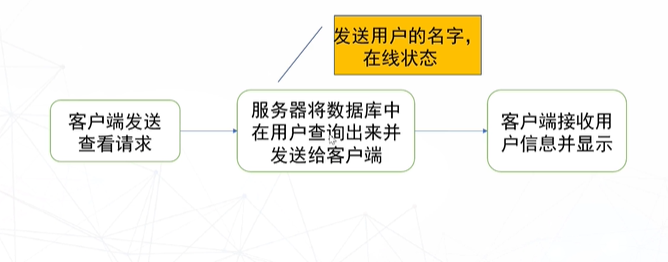 发送用户的名字，
在线状态
客户端发送
查看请求
服务器将数据库中
在用户查询出来并
发送给客户端
客户端接收用
户信息并显示